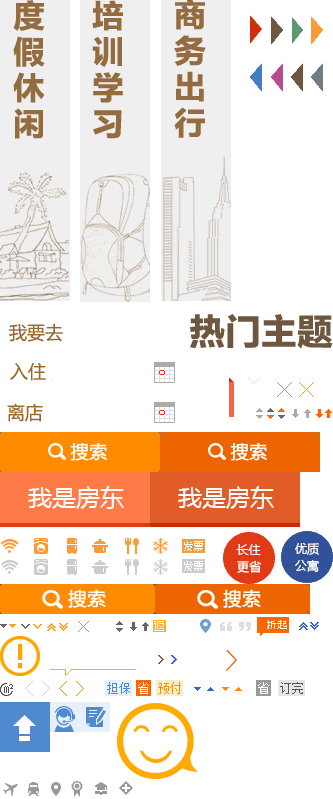 度假休闲
培训学习
商务出行
热门主题
我要去
入住
离店
搜索
搜索
我是房东
我是房东
发票
发票
长住
更省
优质
公寓
搜索
搜索
退
折起
担保
省
预付
省
订完